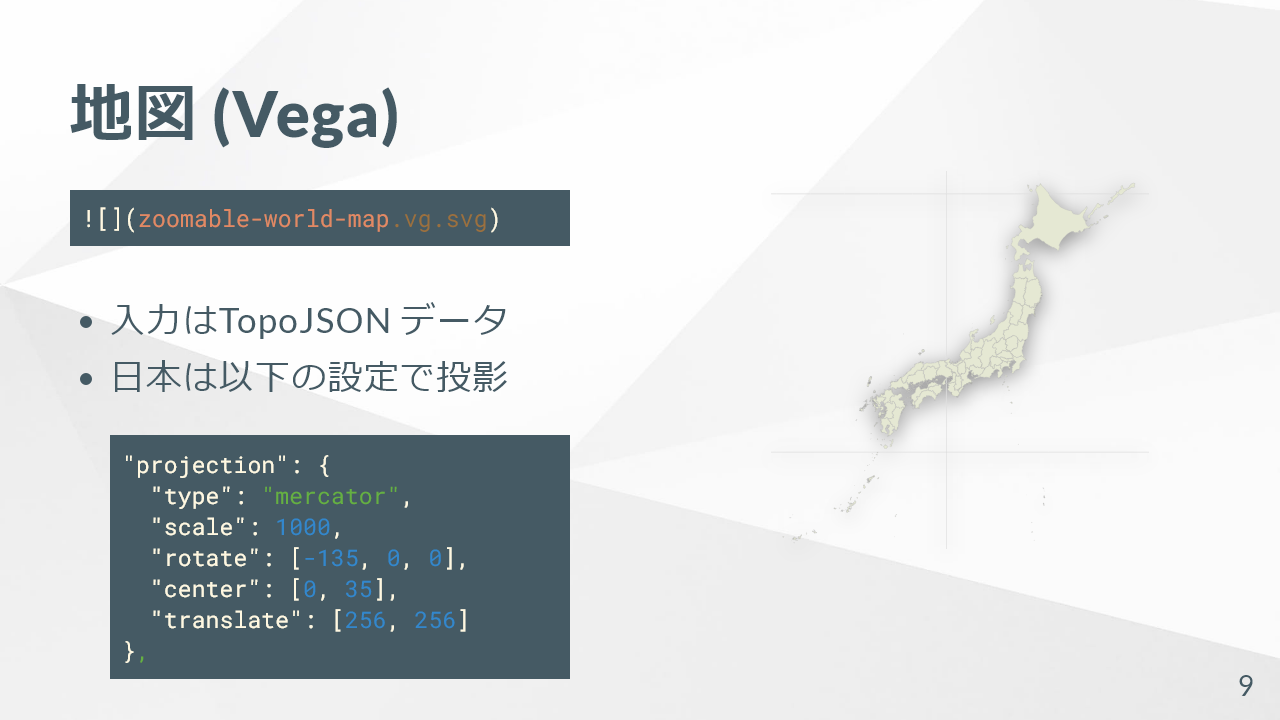 地図 (Vega)
![](zoomable-world-map.vg.svg)
入力はTopoJSON データ
日本は以下の設定で投影
"projection": {
  "type": "mercator",
  "scale": 1000,
  "rotate": [-135, 0, 0],
  "center": [0, 35],
  "translate": [256, 256]
},
9